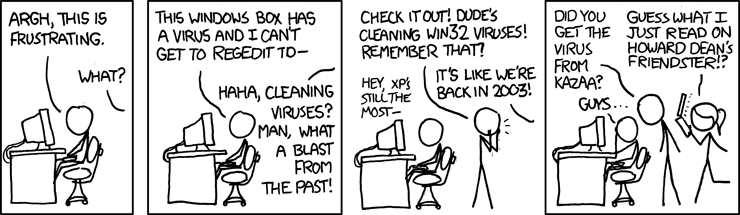 ARGH, THIS IS
FRUSTRATING.
WHAT?
THIS WINDOWS BOX HAS
A VIRUS AND I CAN'T
GET TO REGEDIT TO—
HAHA, CLEANING
VIRUSES?
MAN, WHAT
A BLAST
FROM
THE PAST!
CHECK IT OUT! DUDE'S
CLEANING WIN32 VIRUSES!
REMEMBER THAT?
HEY, XP'S
STILL THE
MOST—
IT'S LIKE WE'RE
BACK IN 2003!
DID YOU
GET THE
VIRUS
FROM
KAZAA?
GUYS...
GUESS WHAT I
JUST READ ON
HOWARD DEAN'S
FRIENDSTER!?